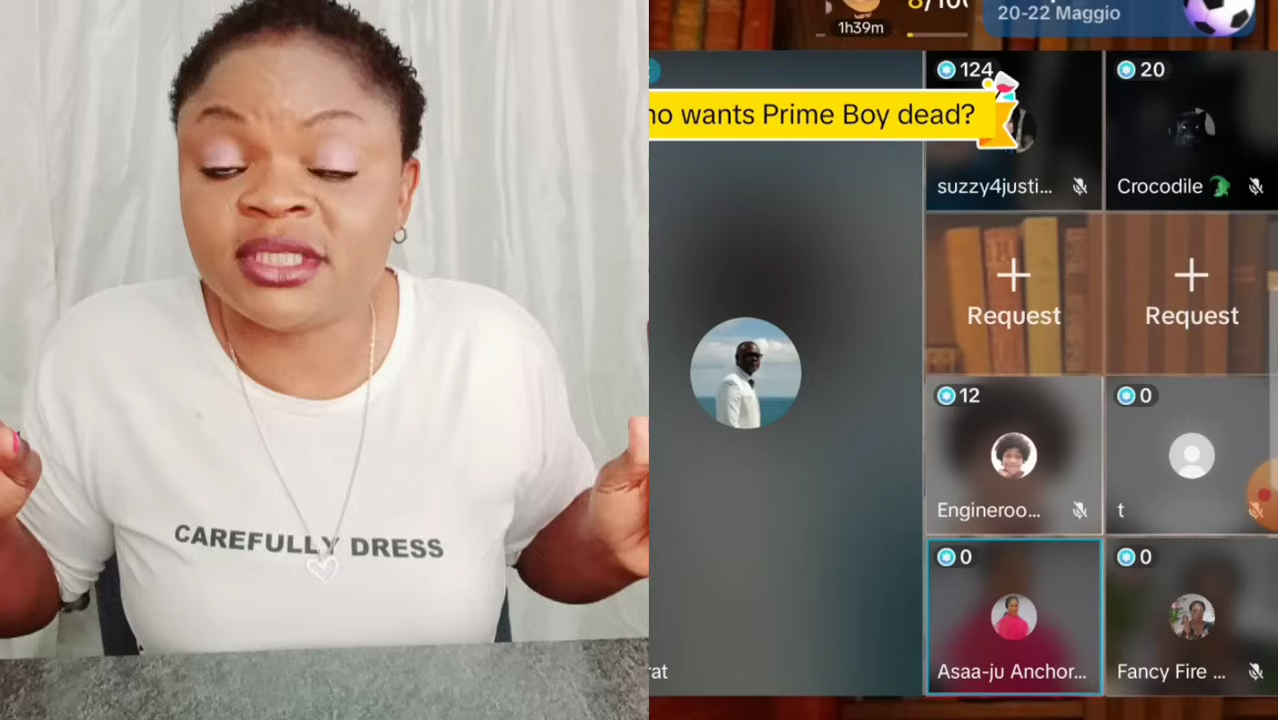 CAREFULLY DRESS
1h39m
20-22 Maggio
124
20
ho wants Prime Boy dead?
suzzy4justi...
Crocodile 🐊
Request
Request
12
0
Engineroo...
t
0
0
rat
Asaa-ju Anchor...
Fancy Fire ...